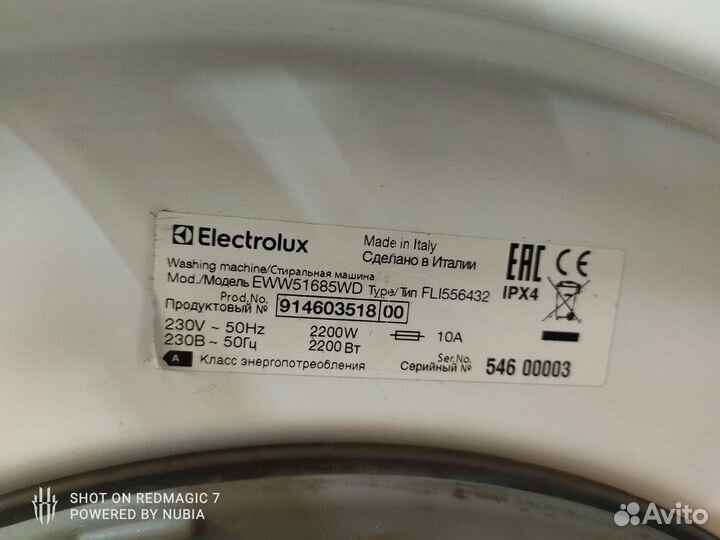 Electrolux
Made in Italy
Сделано в Италии
EAC CE
Washing machine/Стиральная машина
Mod./Модель EWW51685WD Type/Тип FLI556432
IPX4
Prod.No.
Продуктовый № 914603518 00
230V ~ 50Hz 2200W 10A
230В ~ 50Гц 2200 Вт
A Класс энергопотребления
Ser.No.
Серийный № 546 00003
SHOT ON REDMAGIC 7
POWERED BY NUBIA
Avito